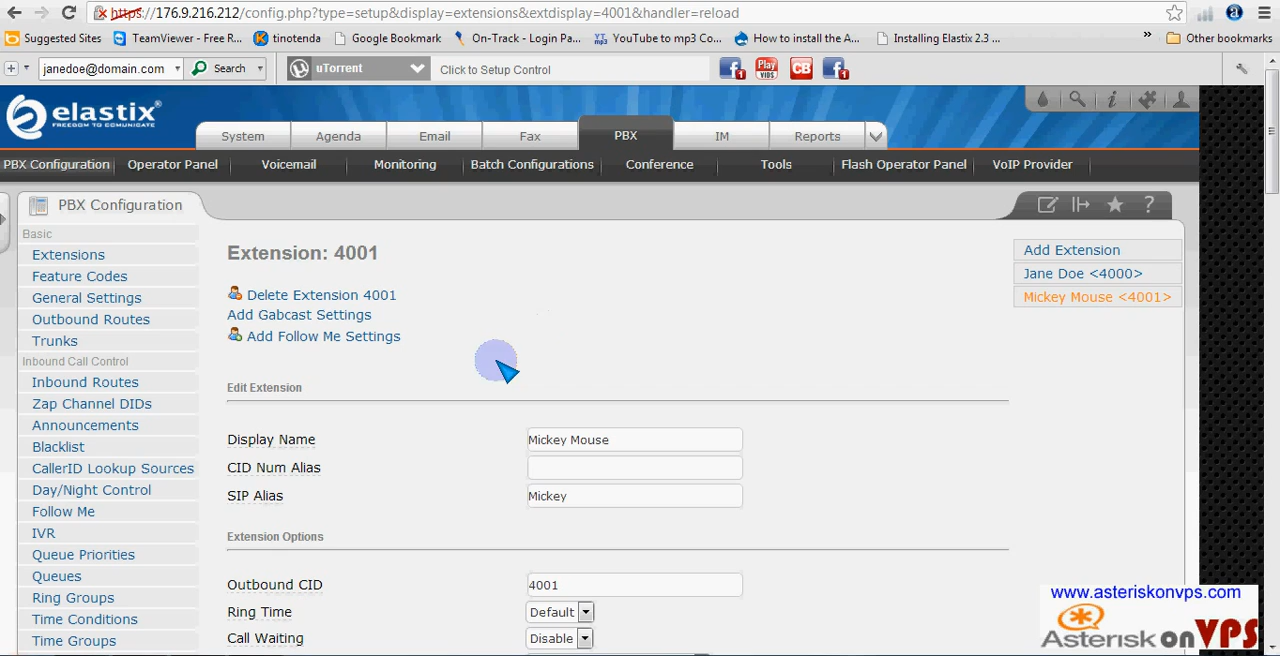 https://176.9.216.212/config.php?type=setup&display=extensions&extdisplay=4001&handler=reload
Suggested Sites TeamViewer - Free R... tinotenda Google Bookmark On-Track - Login Pa... YouTube to mp3 Co... How to install the A... Installing Elastix 2.3 ... » Other bookmarks
janedoe@domain.com Search uTorrent Click to Setup Control Play VIDS CB
elastix®
FREEDOM TO COMMUNICATE
System Agenda Email Fax PBX IM Reports
PBX Configuration Operator Panel Voicemail Monitoring Batch Configurations Conference Tools Flash Operator Panel VoIP Provider
PBX Configuration
Basic
Extensions
Feature Codes
General Settings
Outbound Routes
Trunks
Inbound Call Control
Inbound Routes
Zap Channel DIDs
Announcements
Blacklist
CallerID Lookup Sources
Day/Night Control
Follow Me
IVR
Queue Priorities
Queues
Ring Groups
Time Conditions
Time Groups
Extension: 4001
Delete Extension 4001
Add Gabcast Settings
Add Follow Me Settings
Edit Extension
Display Name Mickey Mouse
CID Num Alias
SIP Alias Mickey
Extension Options
Outbound CID 4001
Ring Time Default
Call Waiting Disable
Add Extension
Jane Doe <4000>
Mickey Mouse <4001>
www.asteriskonvps.com
Asterisk on VPS